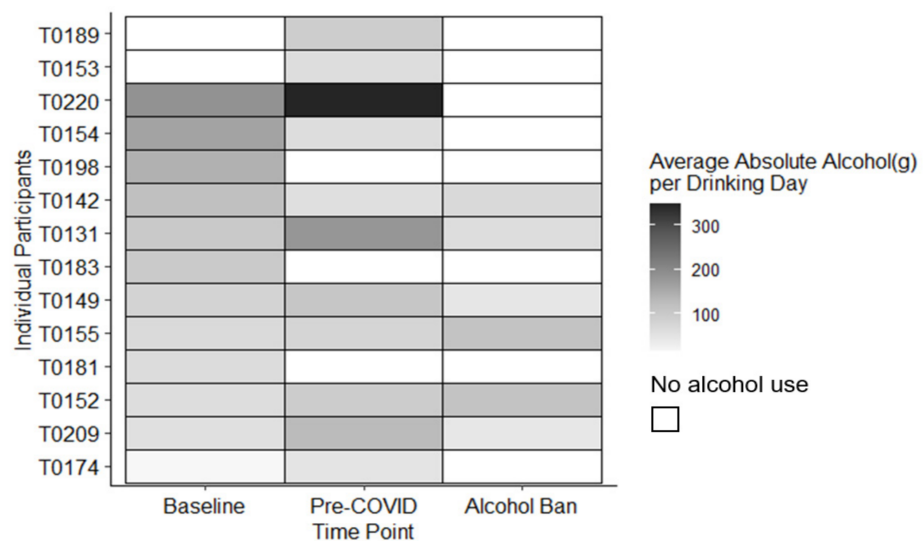 Individual Participants
T0189
T0153
T0220
T0154
T0198
T0142
T0131
T0183
T0149
T0155
T0181
T0152
T0209
T0174
Baseline
Pre-COVID
Alcohol Ban
Time Point
Average Absolute Alcohol(g)
per Drinking Day
300
200
100
No alcohol use